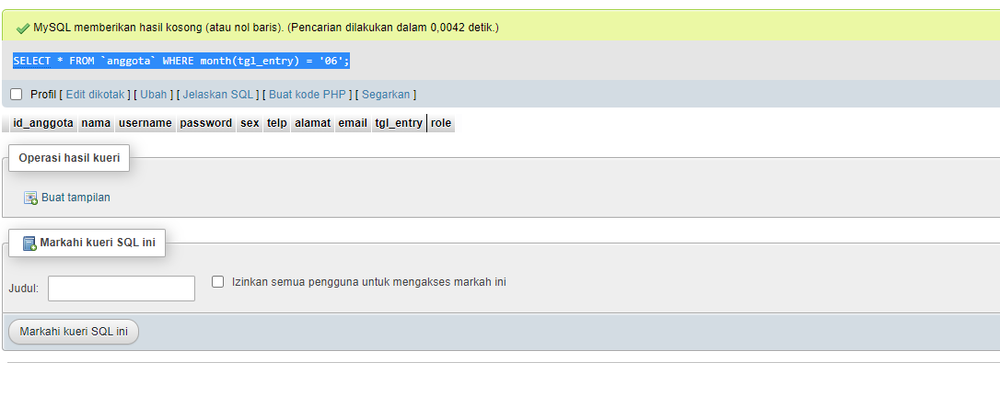 MySQL memberikan hasil kosong (atau nol baris). (Pencarian dilakukan dalam 0,0042 detik.)
SELECT * FROM `anggota` WHERE month(tgl_entry) = '06';
Profil [ Edit dikotak ] [ Ubah ] [ Jelaskan SQL ] [ Buat kode PHP ] [ Segarkan ]
id_anggota nama username password sex telp alamat email tgl_entry role
Operasi hasil kueri
Buat tampilan
Markahi kueri SQL ini
Judul: Izinkan semua pengguna untuk mengakses markah ini
Markahi kueri SQL ini